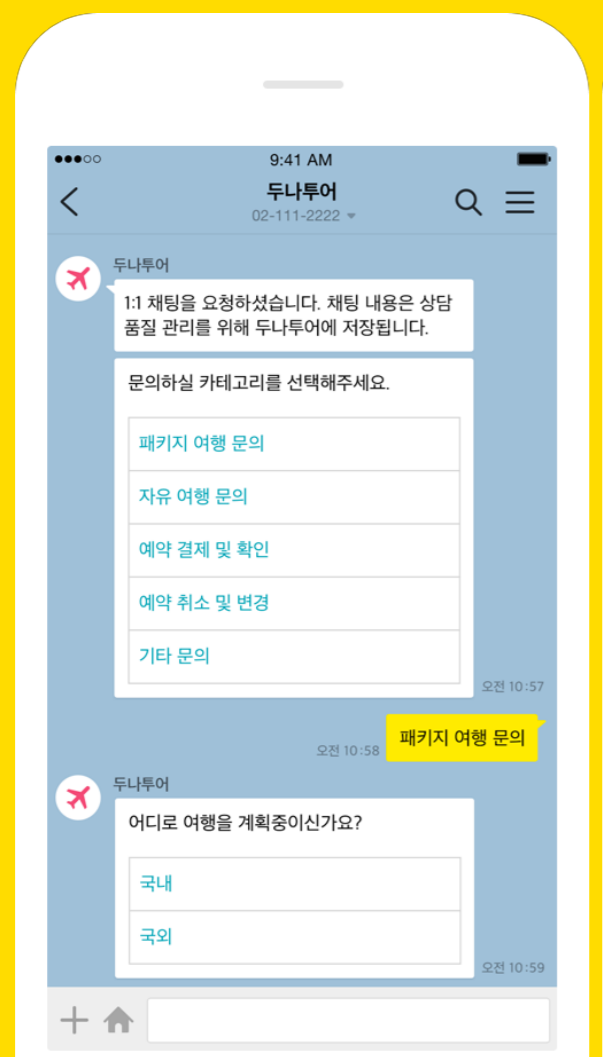 9:41 AM
두나투어
02-111-2222
두나투어
1:1 채팅을 요청하셨습니다. 채팅 내용은 상담
품질 관리를 위해 두나투어에 저장됩니다.
문의하실 카테고리를 선택해주세요.
패키지 여행 문의
자유 여행 문의
예약 결제 및 확인
예약 취소 및 변경
기타 문의
오전 10:57
패키지 여행 문의
오전 10:58
두나투어
어디로 여행을 계획중이신가요?
국내
국외
오전 10:59